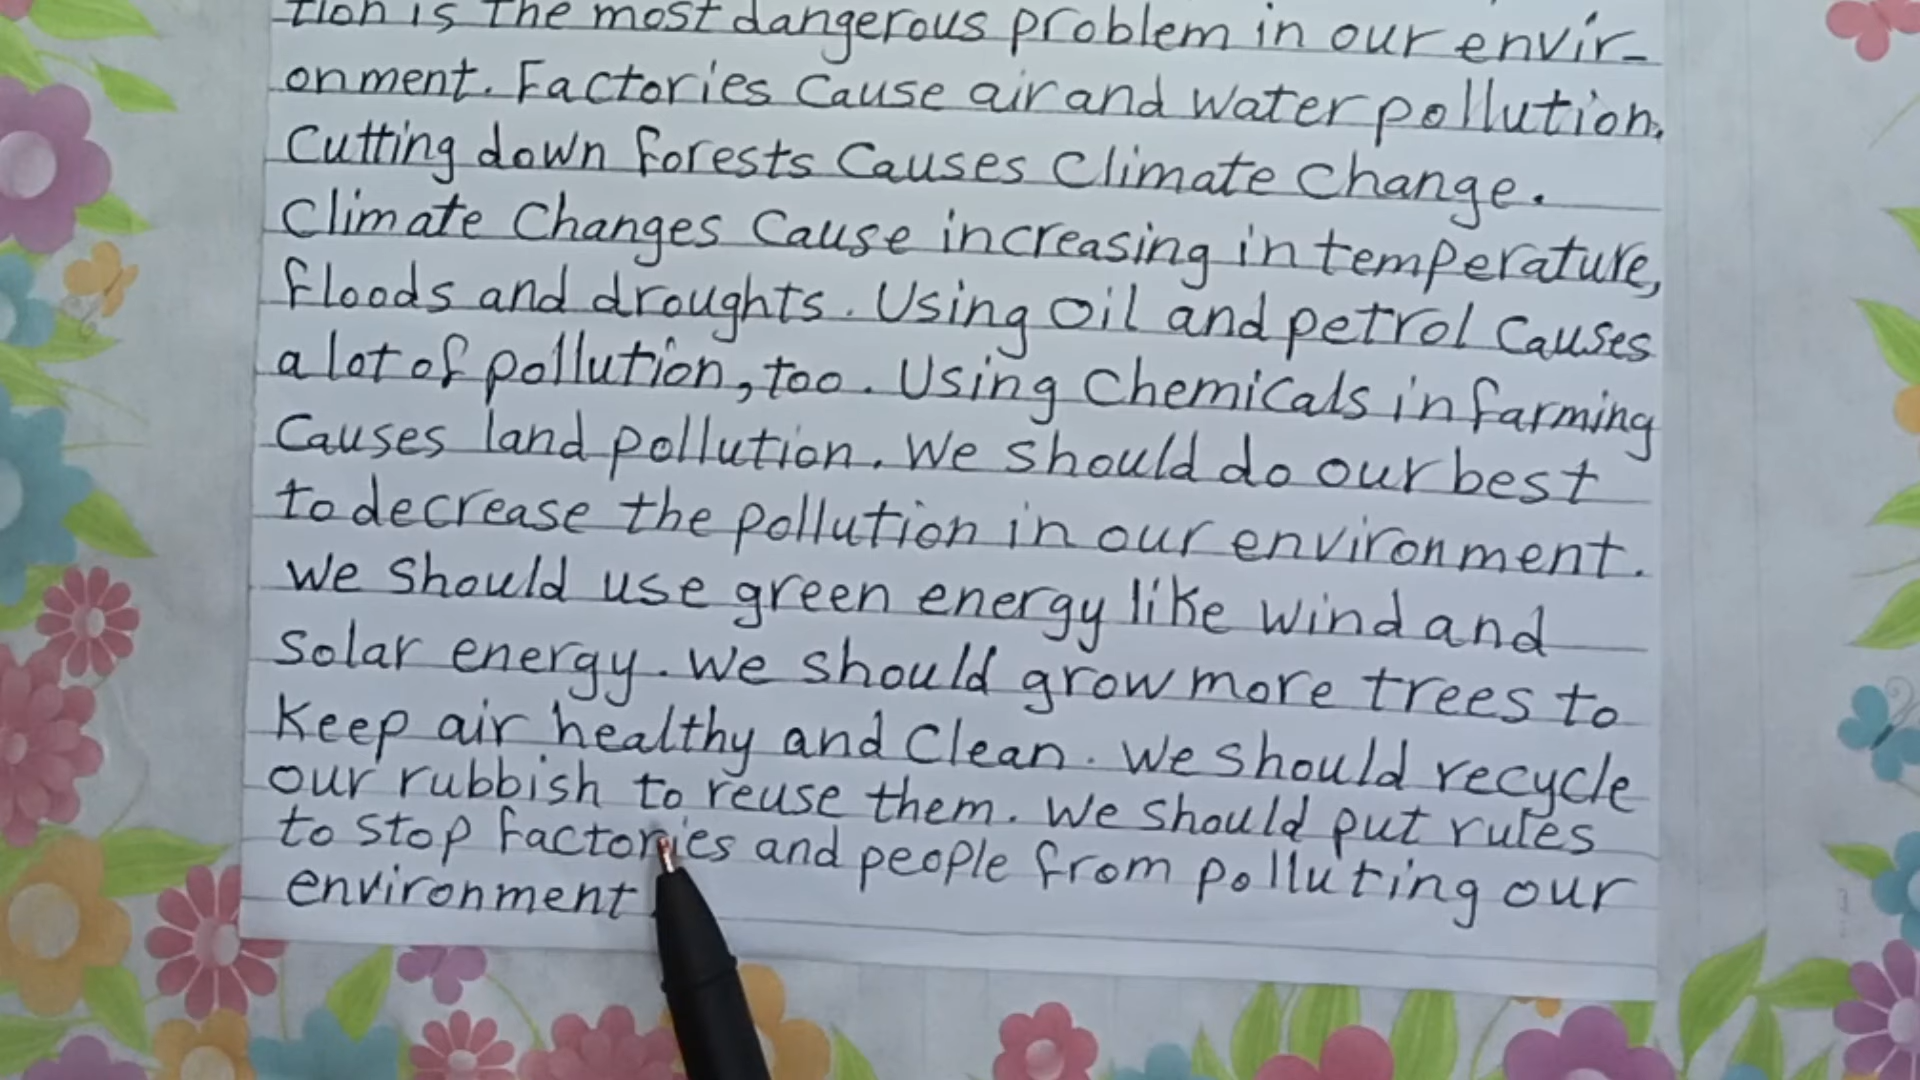 tion is the most dangerous problem in our envir-
onment. Factories cause air and water pollution.
Cutting down forests causes climate change.
Climate changes cause increasing in temperature,
floods and droughts. Using oil and petrol causes
a lot of pollution, too. Using chemicals in farming
causes land pollution. We should do our best
to decrease the pollution in our environment.
We should use green energy like wind and
solar energy. We should grow more trees to
keep air healthy and clean. We should recycle
our rubbish to reuse them. We should put rules
to stop factories and people from polluting our
environment.